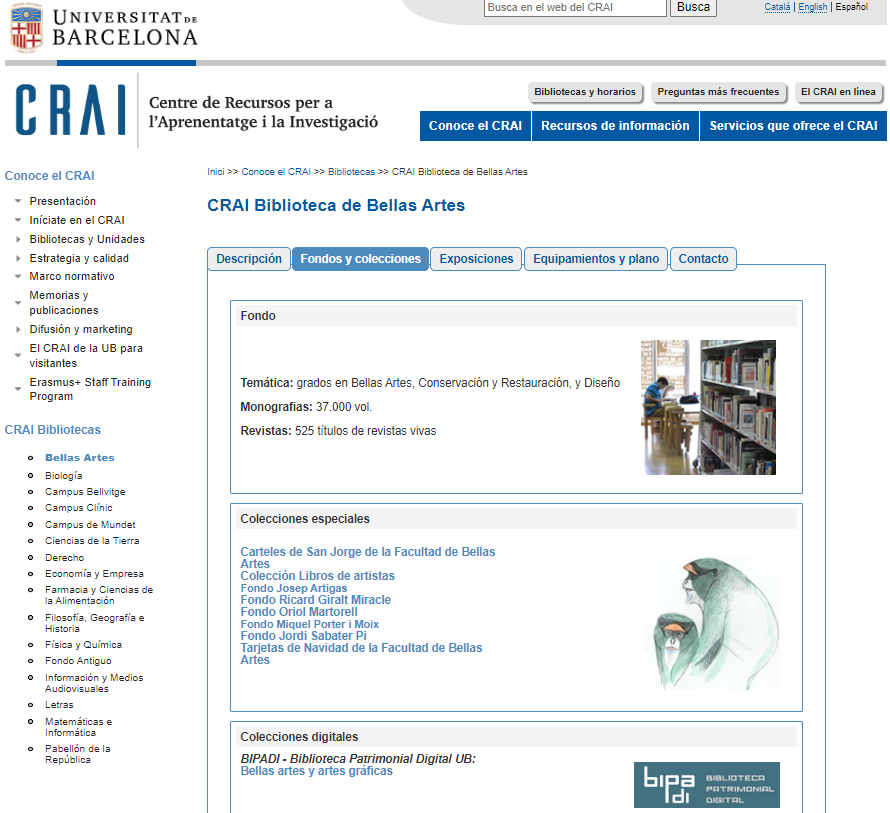 UNIVERSITAT DE
BARCELONA
Busca en el web del CRAI
Busca
Català | English | Español
CRAI
Centre de Recursos per a
l'Aprenentatge i la Investigació
Bibliotecas y horarios
Preguntas más frecuentes
El CRAI en línea
Conoce el CRAI
Recursos de información
Servicios que ofrece el CRAI
Conoce el CRAI
Presentación
Iníciate en el CRAI
Bibliotecas y Unidades
Estrategia y calidad
Marco normativo
Memorias y
publicaciones
Difusión y marketing
El CRAI de la UB para
visitantes
Erasmus+ Staff Training
Program
CRAI Bibliotecas
Bellas Artes
Biología
Campus Bellvitge
Campus Clínic
Campus de Mundet
Ciencias de la Tierra
Derecho
Economía y Empresa
Farmacia y Ciencias de
la Alimentación
Filosofía, Geografía e
Historia
Física y Química
Fondo Antiguo
Información y Medios
Audiovisuales
Letras
Matemáticas e
Informática
Pabellón de la
República
Inici >> Conoce el CRAI >> Bibliotecas >> CRAI Biblioteca de Bellas Artes
CRAI Biblioteca de Bellas Artes
Descripción
Fondos y colecciones
Exposiciones
Equipamientos y plano
Contacto
Fondo
Temática: grados en Bellas Artes, Conservación y Restauración, y Diseño
Monografias: 37.000 vol.
Revistas: 525 títulos de revistas vivas
Colecciones especiales
Carteles de San Jorge de la Facultad de Bellas
Artes
Colección Libros de artistas
Fondo Josep Artigas
Fondo Ricard Giralt Miracle
Fondo Oriol Martorell
Fondo Miquel Porter i Moix
Fondo Jordi Sabater Pi
Tarjetas de Navidad de la Facultad de Bellas
Artes
Colecciones digitales
BIPADI - Biblioteca Patrimonial Digital UB:
Bellas artes y artes gráficas
bipa
di
BIBLIOTECA
PATRIMONIAL
DIGITAL